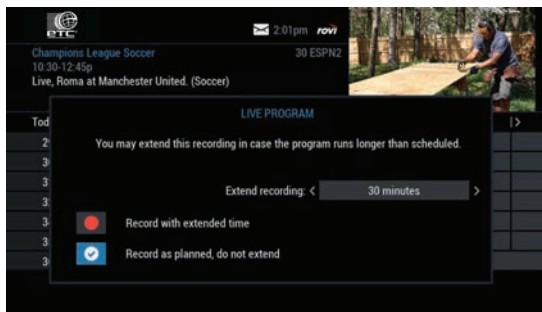 etc
2:01pm rovi
Champions League Soccer 30 ESPN2
10:30-12:45p
Live, Roma at Manchester United. (Soccer)
LIVE PROGRAM
Tod
You may extend this recording in case the program runs longer than scheduled.
Extend recording: < 30 minutes >
Record with extended time
Record as planned, do not extend